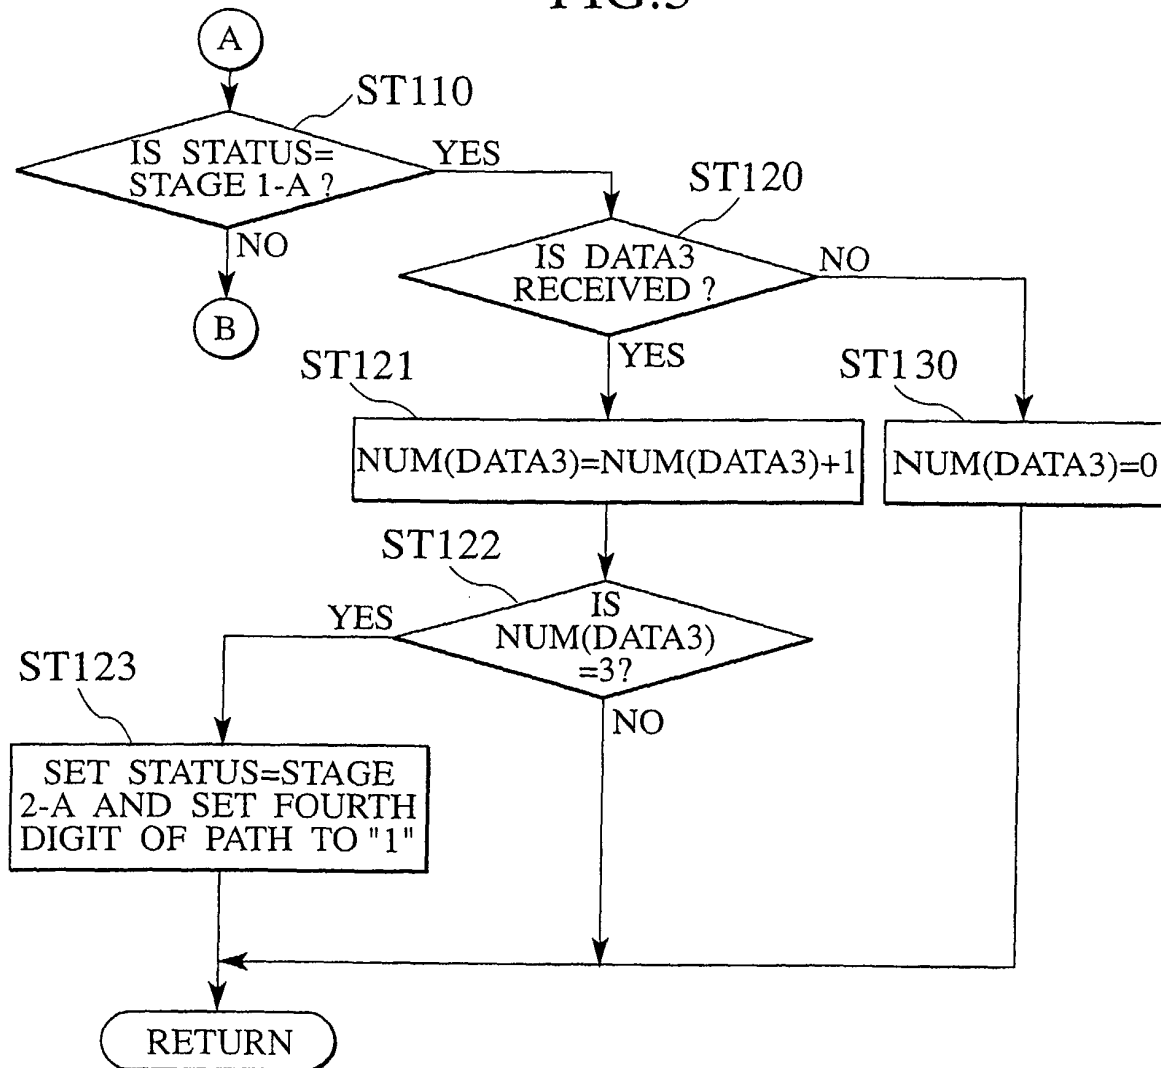 A
ST110
IS STATUS=
STAGE 1-A ?
YES
NO
B
ST120
IS DATA3
RECEIVED ?
NO
YES
ST121
NUM(DATA3)=NUM(DATA3)+1
ST130
NUM(DATA3)=0
ST122
IS
NUM(DATA3)
=3?
YES
NO
ST123
SET STATUS=STAGE
2-A AND SET FOURTH
DIGIT OF PATH TO "1"
RETURN